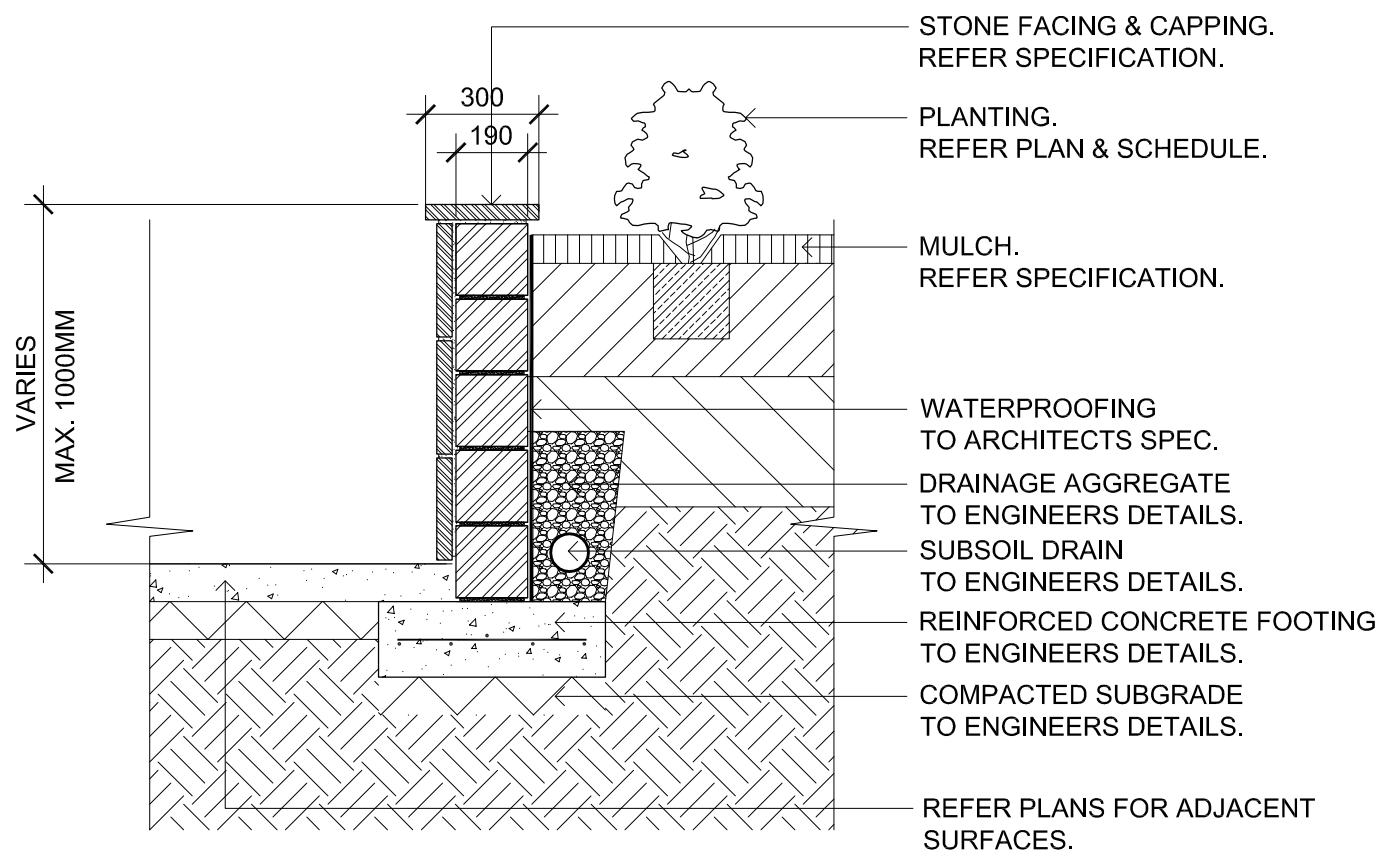 STONE FACING & CAPPING.
REFER SPECIFICATION.
300
190
PLANTING.
REFER PLAN & SCHEDULE.
MULCH.
REFER SPECIFICATION.
VARIES
MAX. 1000MM
WATERPROOFING
TO ARCHITECTS SPEC.
DRAINAGE AGGREGATE
TO ENGINEERS DETAILS.
SUBSOIL DRAIN
TO ENGINEERS DETAILS.
REINFORCED CONCRETE FOOTING
TO ENGINEERS DETAILS.
COMPACTED SUBGRADE
TO ENGINEERS DETAILS.
REFER PLANS FOR ADJACENT
SURFACES.